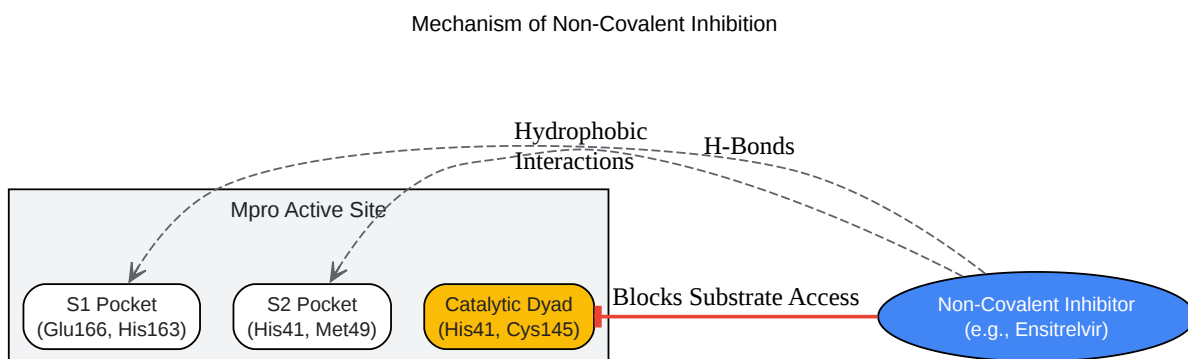 Mechanism of Non-Covalent Inhibition
Hydrophobic
Interactions
H-Bonds
Mpro Active Site
S1 Pocket
(Glu166, His163)
S2 Pocket
(His41, Met49)
Catalytic Dyad
(His41, Cys145)
Blocks Substrate Access
Non-Covalent Inhibitor
(e.g., Ensitrelvir)